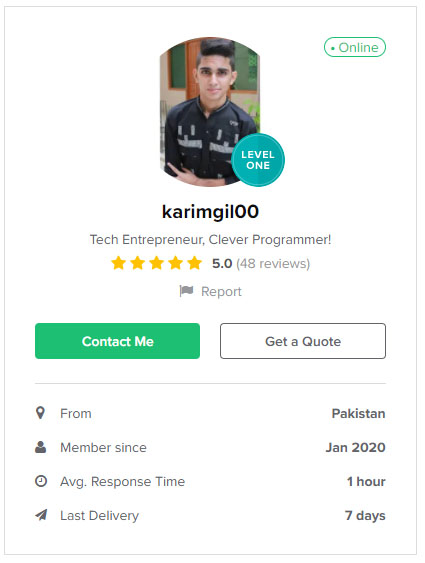 • Online
LEVEL
ONE
karimgil00
Tech Entrepreneur, Clever Programmer!
5.0 (48 reviews)
Report
Contact Me
Get a Quote
From Pakistan
Member since Jan 2020
Avg. Response Time 1 hour
Last Delivery 7 days